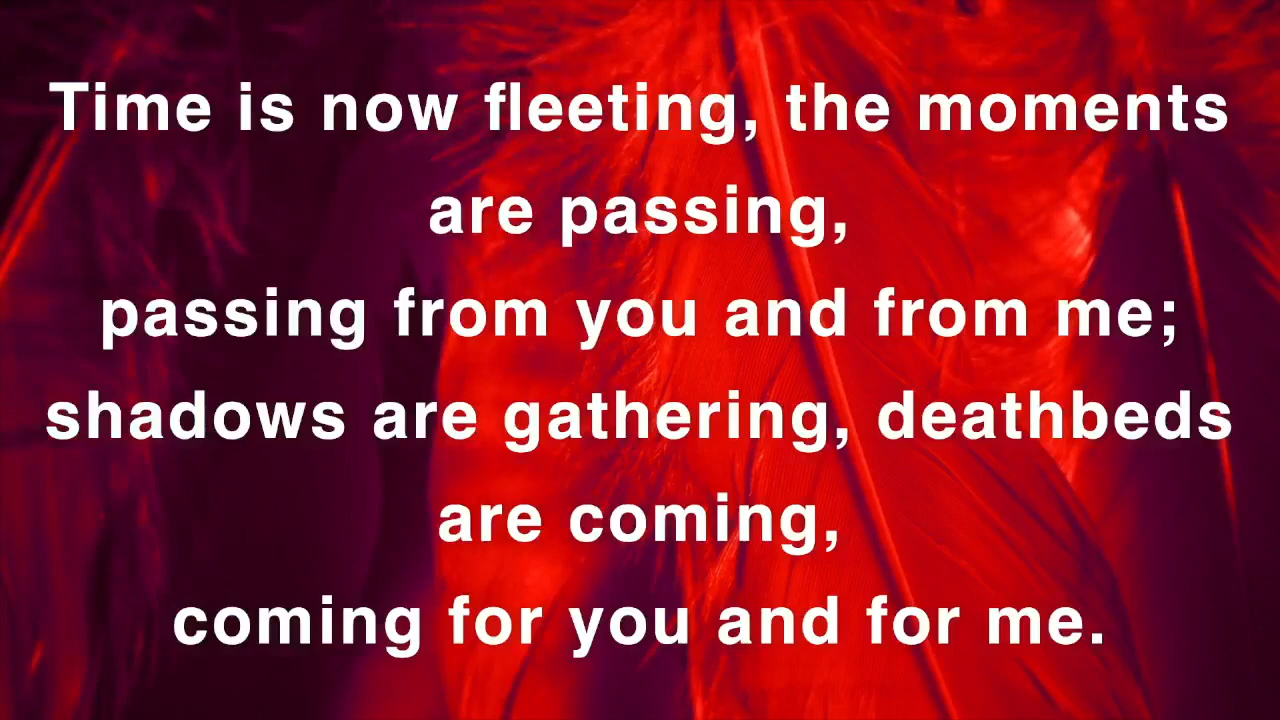 Time is now fleeting, the moments
are passing,
passing from you and from me;
shadows are gathering, deathbeds
are coming,
coming for you and for me.